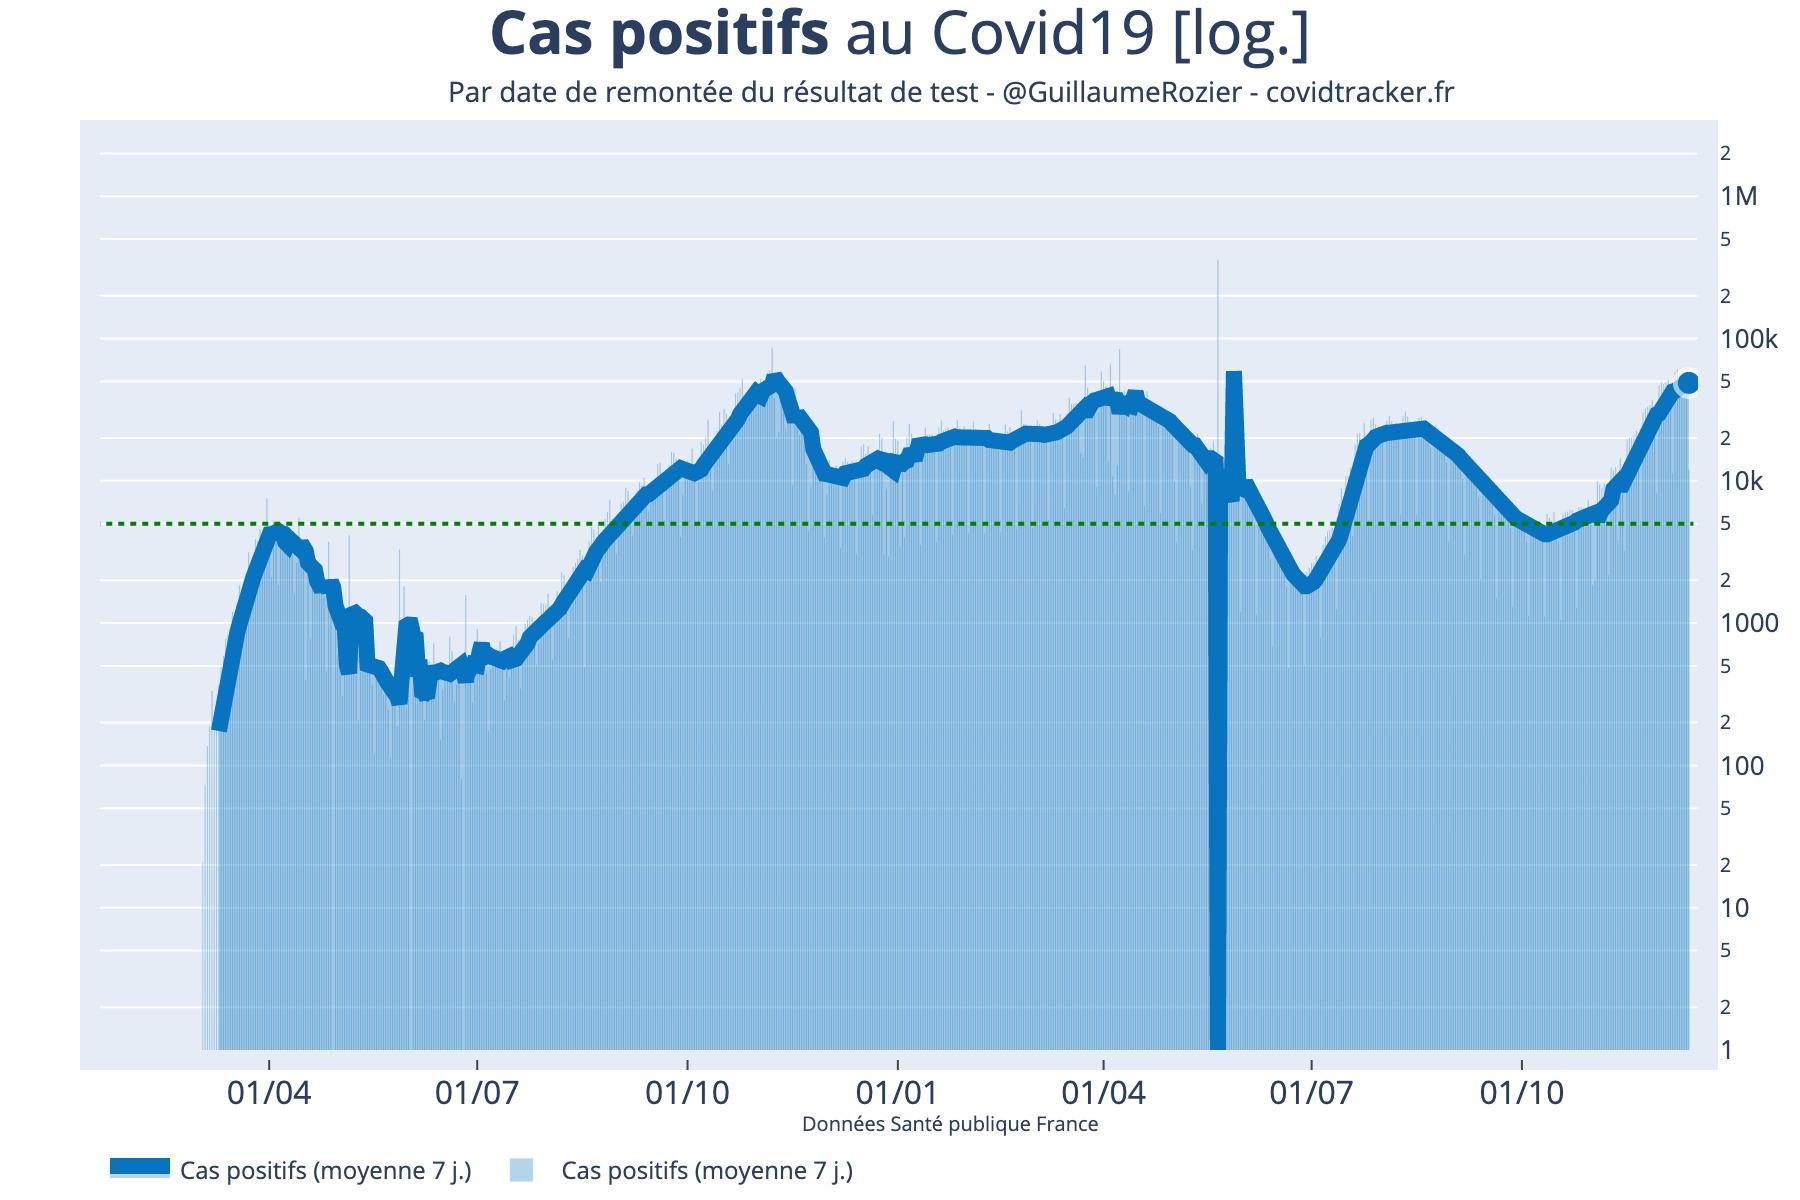 Cas positifs au Covid19 [log.]
Par date de remontée du résultat de test - @GuillaumeRozier - covidtracker.fr
2
1M
5
2
100k
5
2
10k
5
2
1000
5
2
100
5
2
10
5
2
1
01/04 01/07 01/10 01/01 01/04 01/07 01/10
Données Santé publique France
Cas positifs (moyenne 7 j.) Cas positifs (moyenne 7 j.)